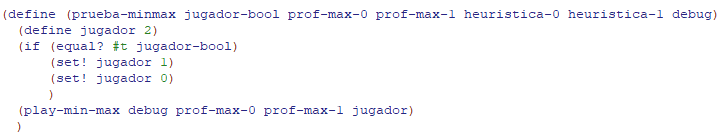 (define (prueba-minmax jugador-bool prof-max-0 prof-max-1 heuristica-0 heuristica-1 debug)
(define jugador 2)
(if (equal? #t jugador-bool)
(set! jugador 1)
(set! jugador 0)
)
(play-min-max debug prof-max-0 prof-max-1 jugador)
)